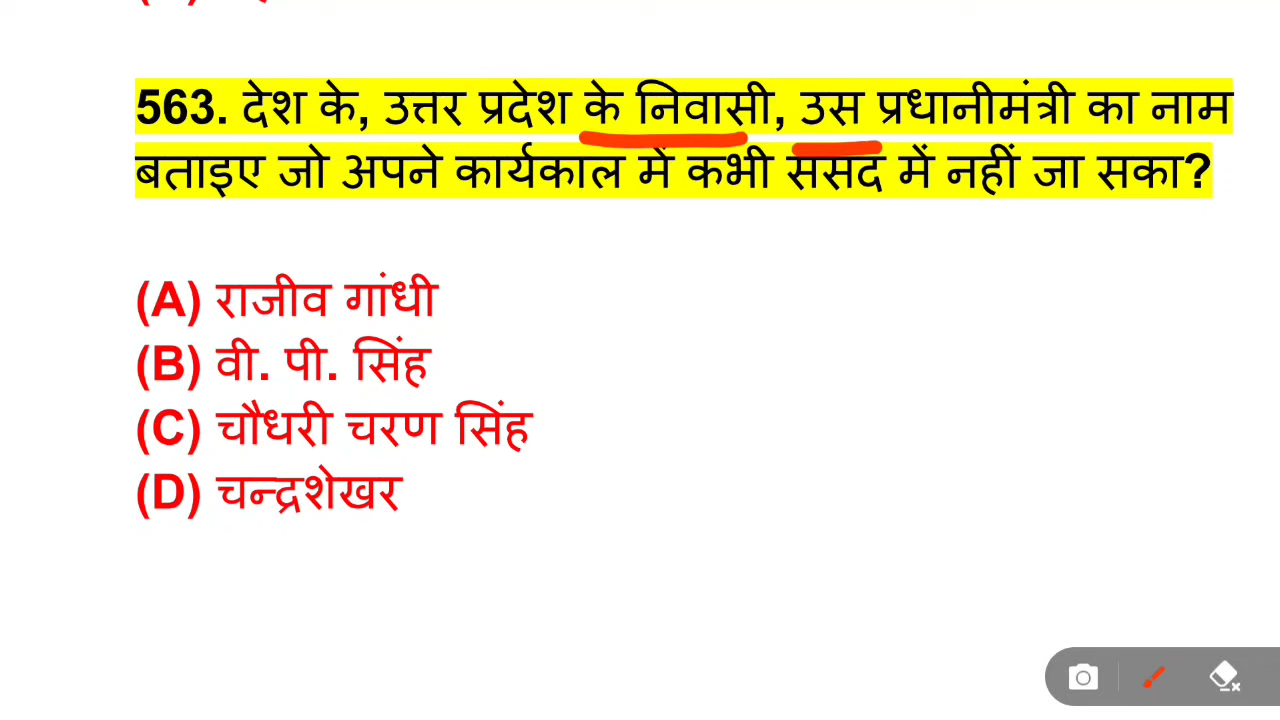 563. देश के, उत्तर प्रदेश के निवासी, उस प्रधानीमंत्री का नाम
बताइए जो अपने कार्यकाल में कभी संसद में नहीं जा सका?
(A) राजीव गांधी
(B) वी. पी. सिंह
(C) चौधरी चरण सिंह
(D) चन्द्रशेखर